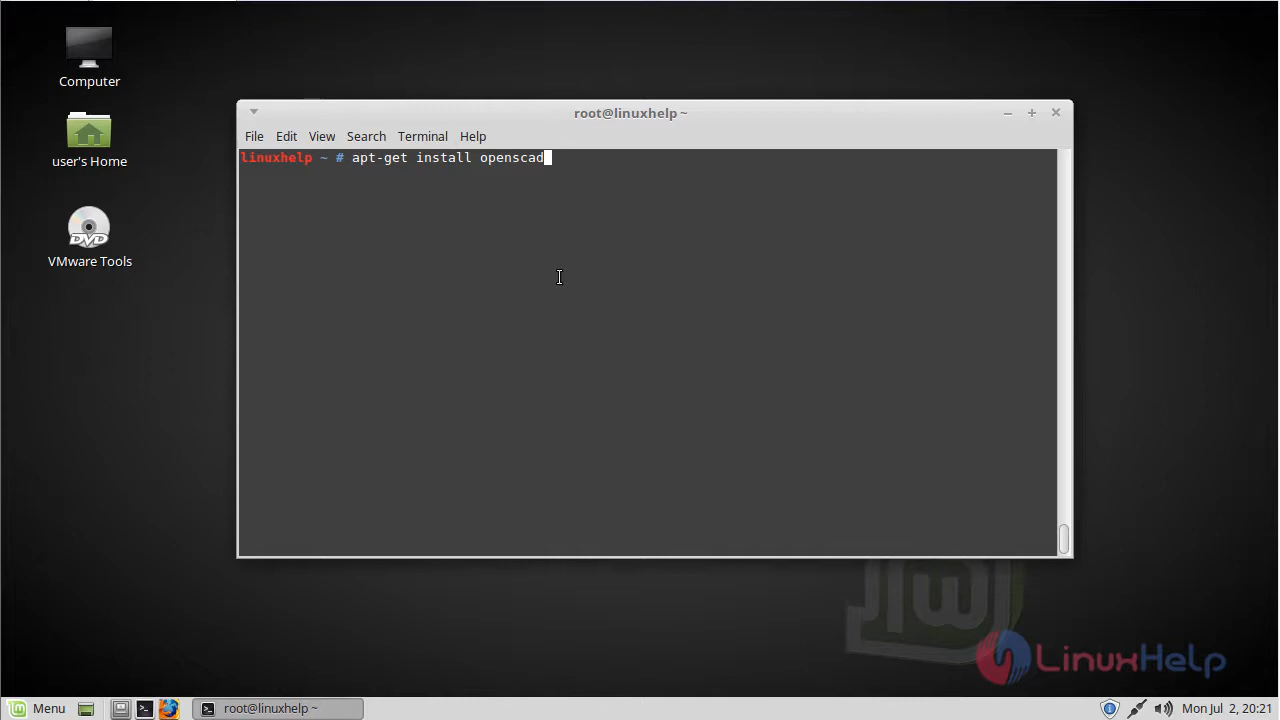 Computer
user's Home
DVD
VMware Tools
root@linuxhelp ~
File Edit View Search Terminal Help
linuxhelp ~ # apt-get install openscad
LinuxHelp
Menu
root@linuxhelp ~
Mon Jul 2, 20:21